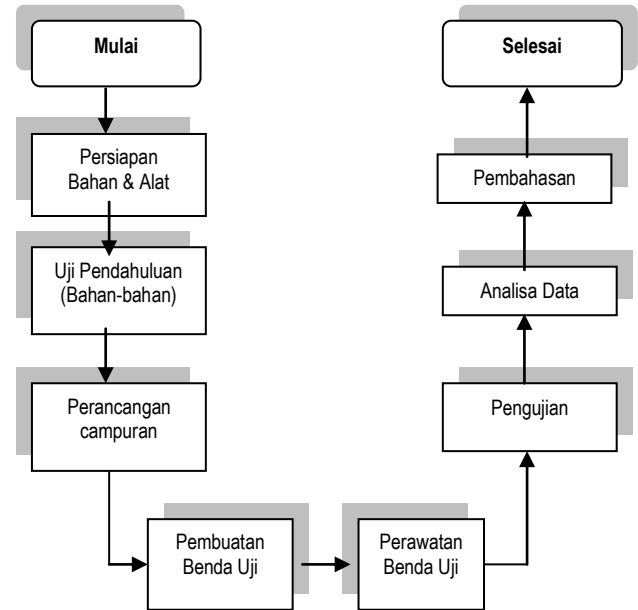 Mulai
Persiapan
Bahan & Alat
Uji Pendahuluan
(Bahan-bahan)
Perancangan
campuran
Pembuatan
Benda Uji
Perawatan
Benda Uji
Pengujian
Analisa Data
Pembahasan
Selesai